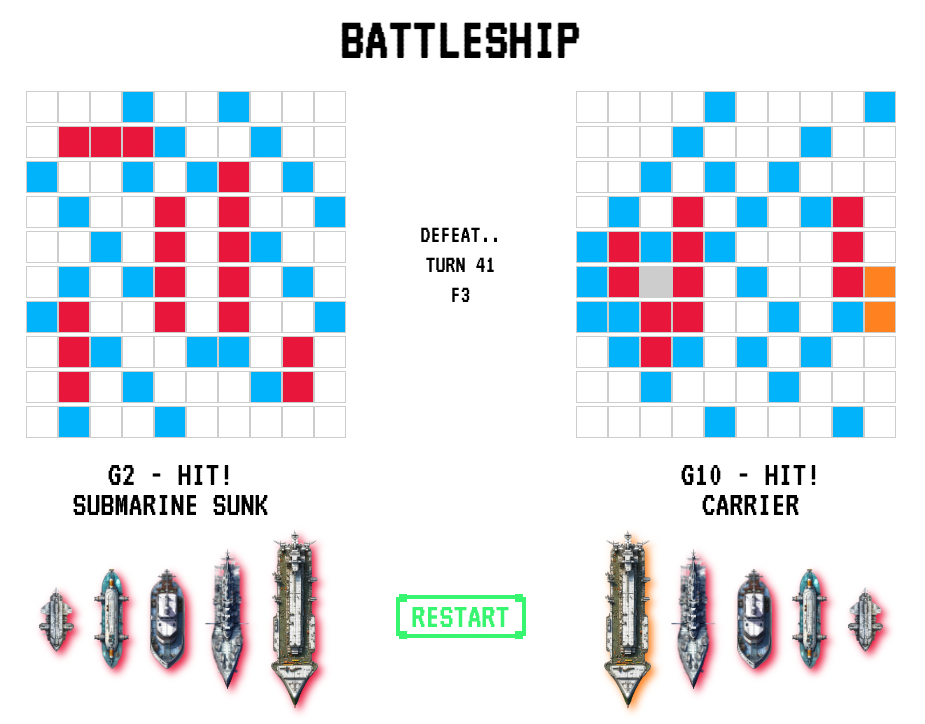 BATTLESHIP
DEFEAT..
TURN 41
F3
G2 - HIT!
SUBMARINE SUNK
G10 - HIT!
CARRIER
RESTART